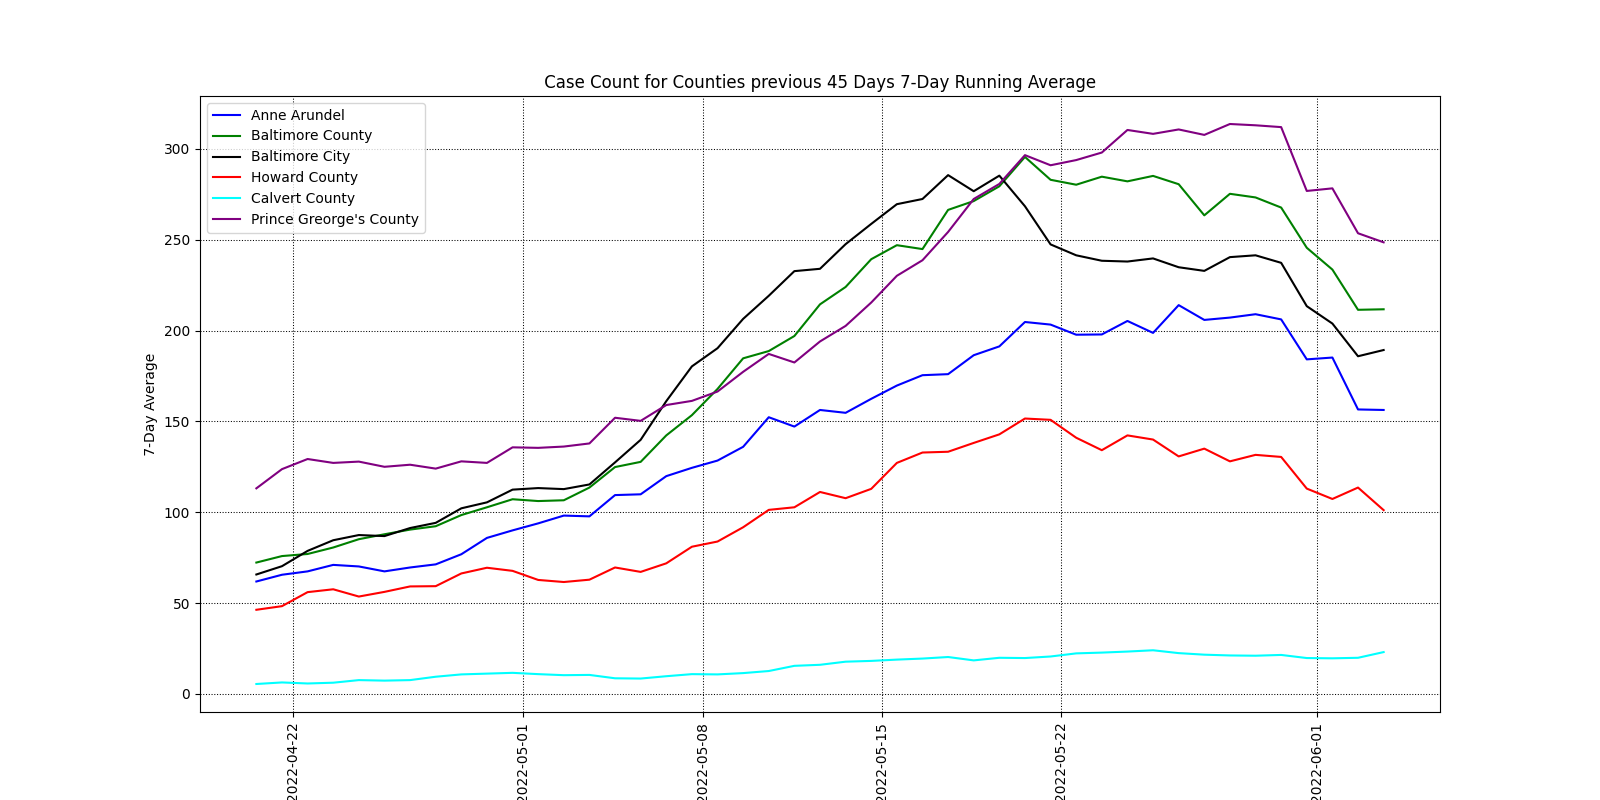 Case Count for Counties previous 45 Days 7-Day Running Average
Anne Arundel
Baltimore County
Baltimore City
Howard County
Calvert County
Prince Greorge's County
7-Day Average
300
250
200
150
100
50
0
2022-04-22
2022-05-01
2022-05-08
2022-05-15
2022-05-22
2022-06-01